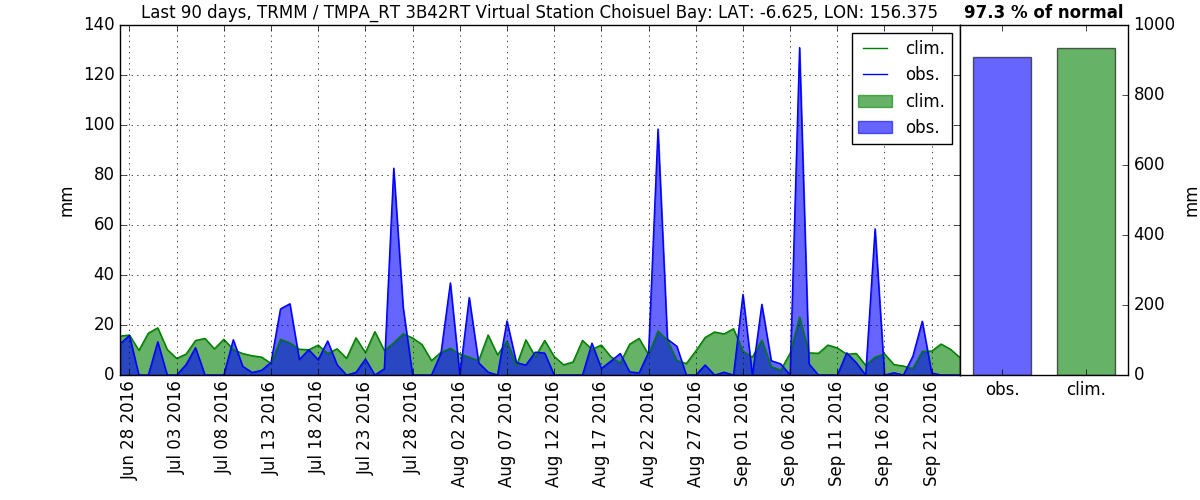 Last 90 days, TRMM / TMPA_RT 3B42RT Virtual Station Choisuel Bay: LAT: -6.625, LON: 156.375
97.3 % of normal
140
120
100
80
60
40
20
0
mm
clim.
obs.
clim.
obs.
1000
800
600
400
200
0
mm
obs.
clim.
Jun 28 2016
Jul 03 2016
Jul 08 2016
Jul 13 2016
Jul 18 2016
Jul 23 2016
Jul 28 2016
Aug 02 2016
Aug 07 2016
Aug 12 2016
Aug 17 2016
Aug 22 2016
Aug 27 2016
Sep 01 2016
Sep 06 2016
Sep 11 2016
Sep 16 2016
Sep 21 2016